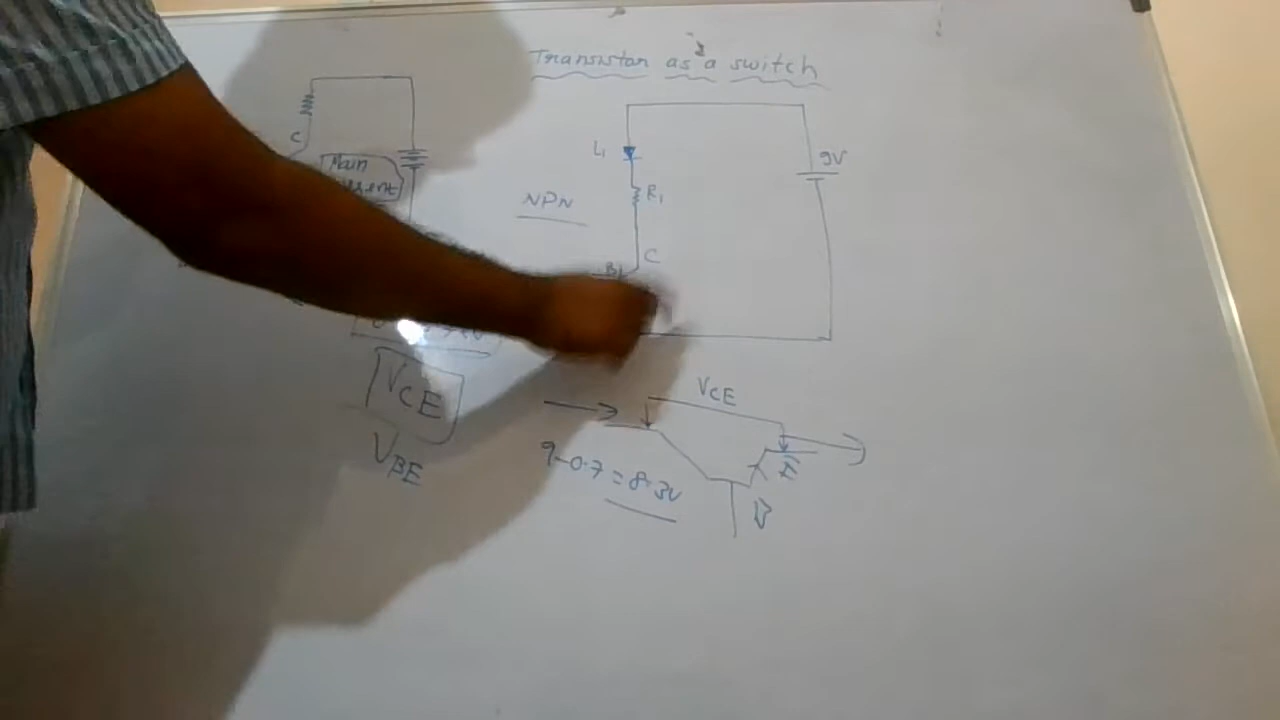 Transistor as a switch
C
Main
L1
9V
R1
NPN
C
B
VCE
VBE
VCE
E
9-0.7=8.3V